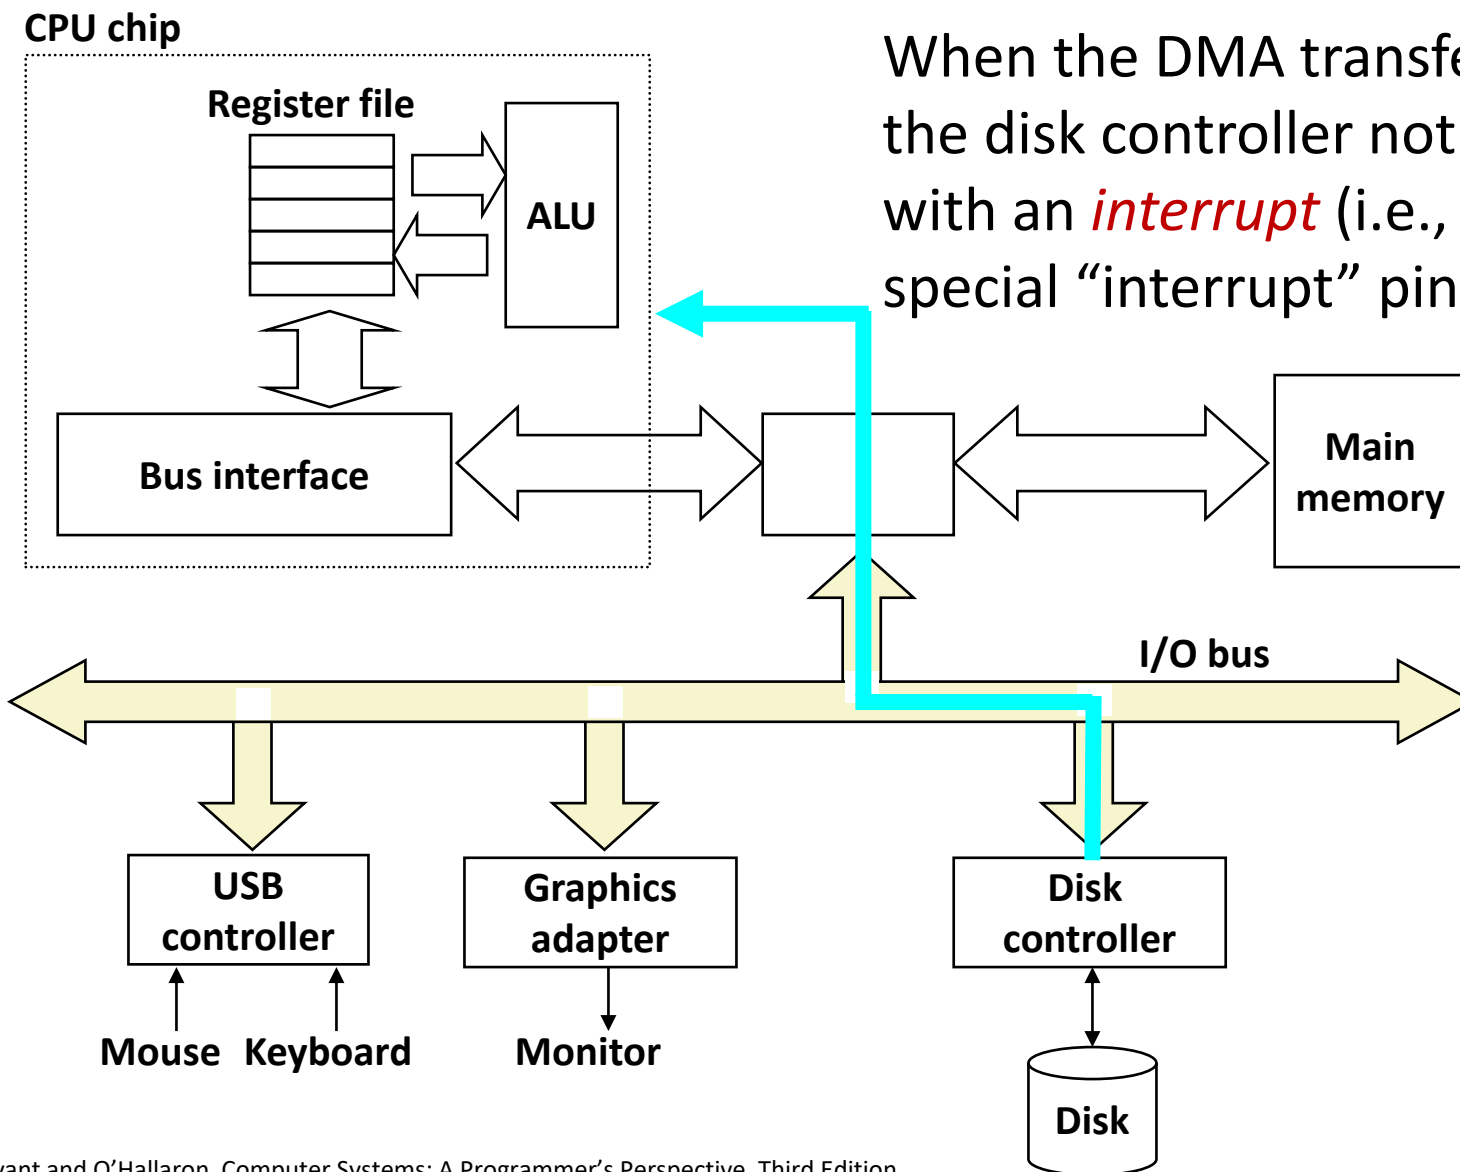 CPU chip
When the DMA transfe
the disk controller not
with an interrupt (i.e.,
special “interrupt” pin
Register file
ALU
Bus interface
Main
memory
I/O bus
USB
controller
Graphics
adapter
Disk
controller
Mouse Keyboard
Monitor
Disk
vant and O'Hallaron, Computer Systems: A Programmer's Perspective, Third Edition